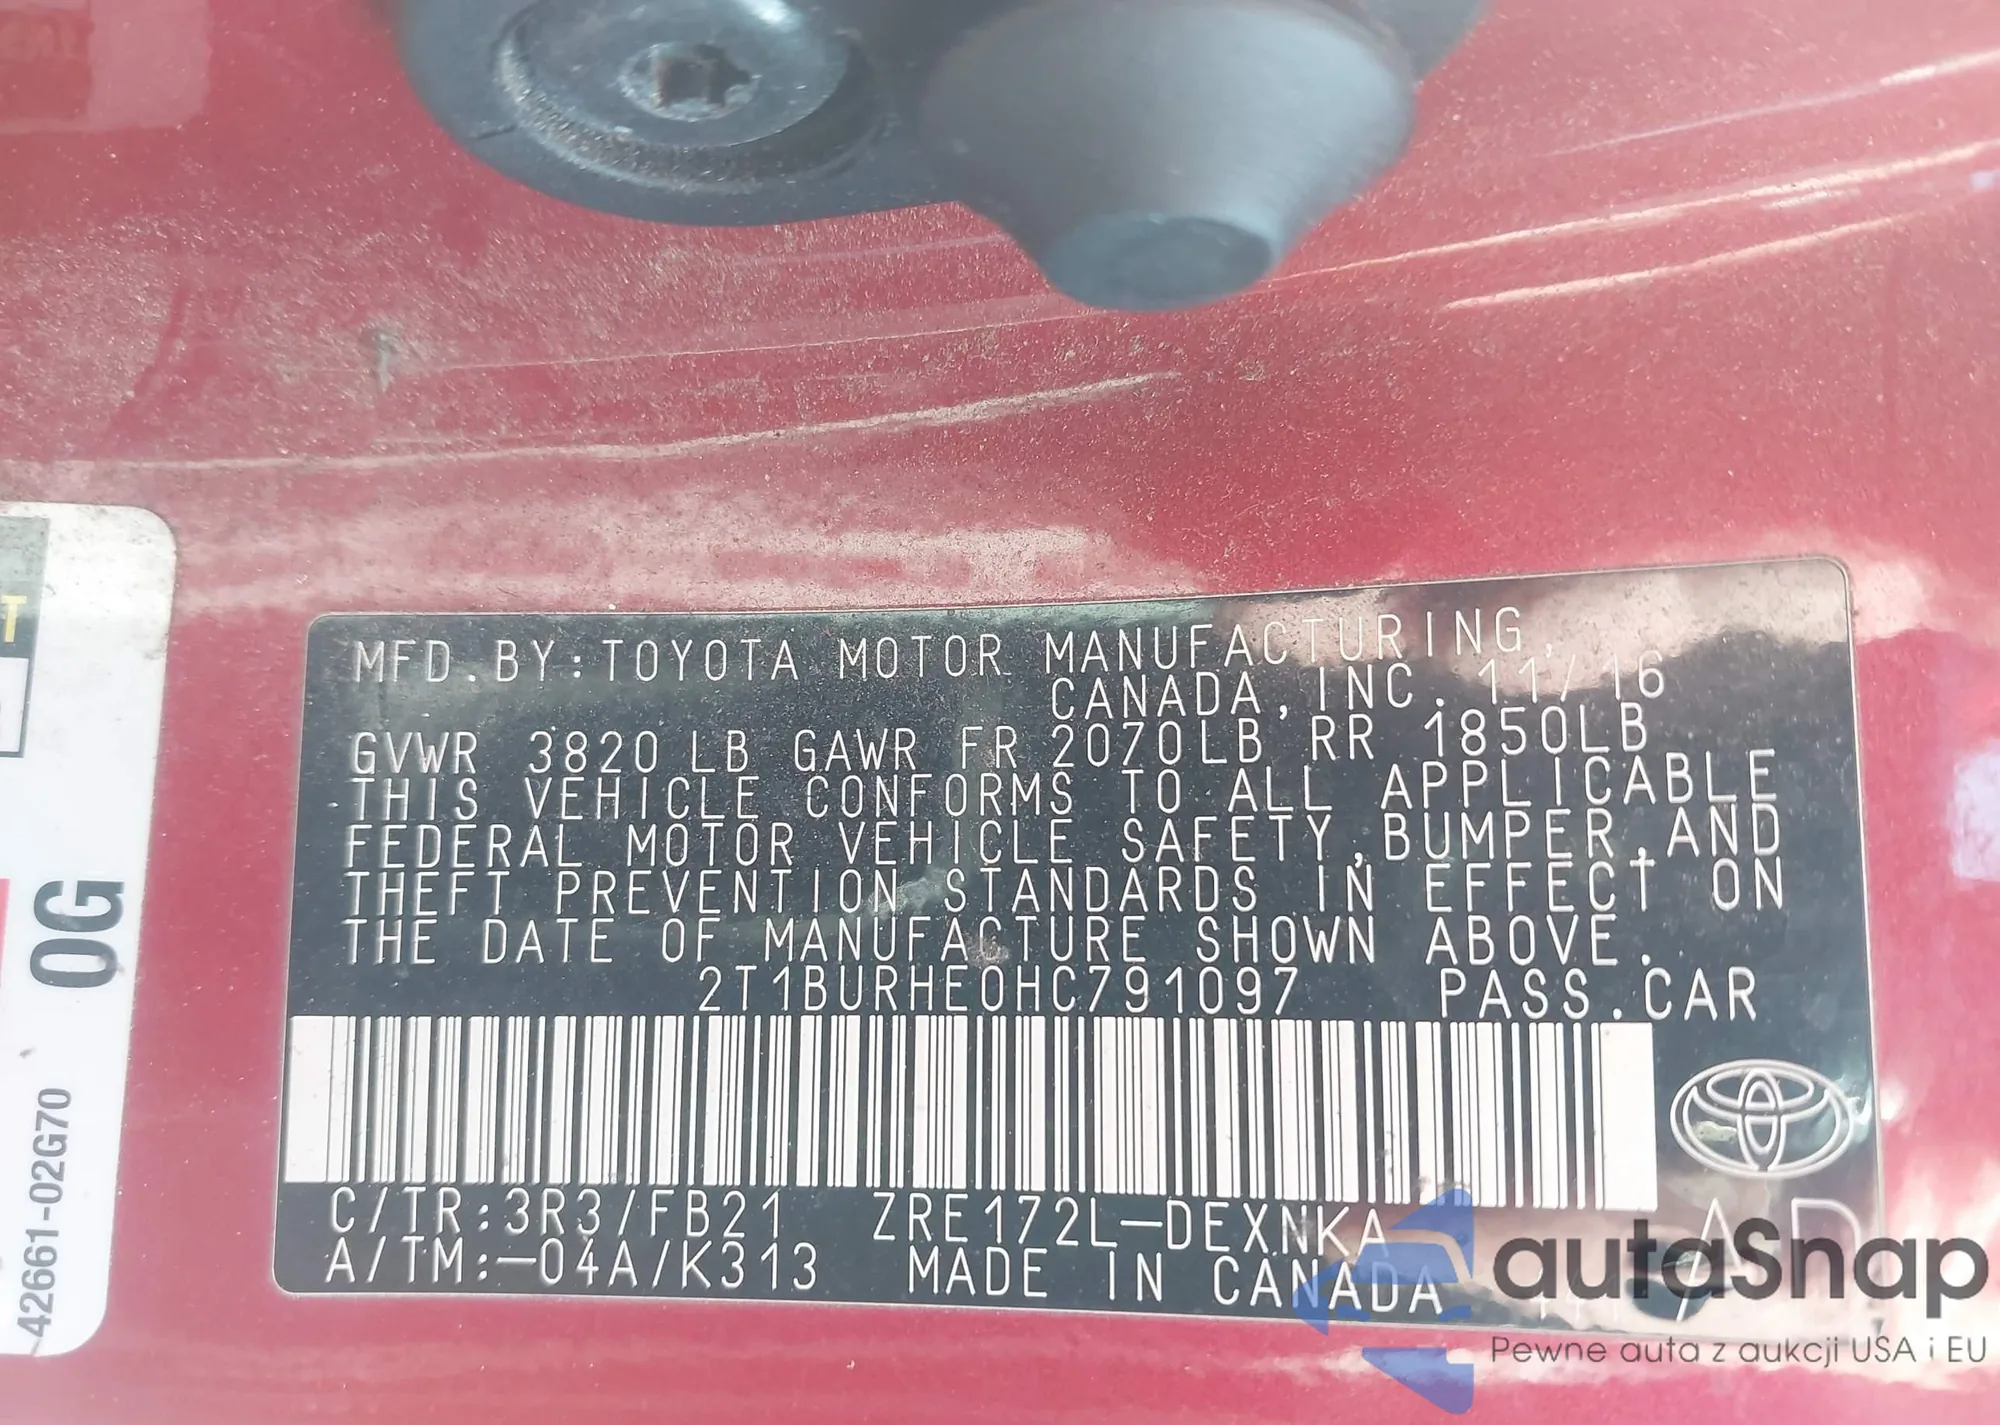 MFD.BY:TOYOTA MOTOR MANUFACTURING,
CANADA,INC. 11/16
GVWR 3820 LB GAWR FR 2070LB RR 1850LB
THIS VEHICLE CONFORMS TO ALL APPLICABLE
FEDERAL MOTOR VEHICLE SAFETY,BUMPER,AND
THEFT PREVENTION STANDARDS IN EFFECT ON
THE DATE OF MANUFACTURE SHOWN ABOVE.
2T1BURHE0HC791097 PASS.CAR
C/TR:3R3/FB21 ZRE172L-DEXNKA
A/TM:-04A/K313 MADE IN CANADA
T
0G
42661-02G70
autaSnap
Pewne auta z aukcji USA i EU